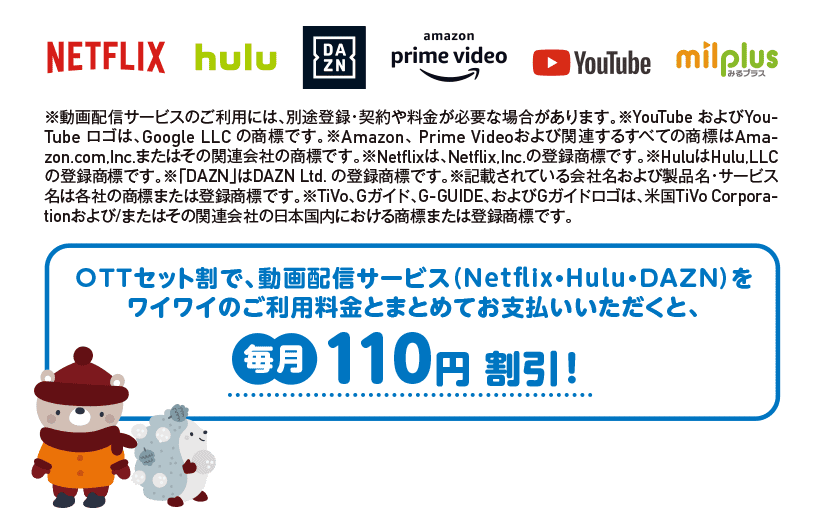 NETFLIX hulu DAZN amazon prime video YouTube milplus みるプラス
※動画配信サービスのご利用には、別途登録・契約や料金が必要な場合があります。※YouTube およびYou-
Tube ロゴは、Google LLC の商標です。※Amazon、Prime Videoおよび関連するすべての商標はAma-
zon.com,Inc.またはその関連会社の商標です。※Netflixは、Netflix,Inc.の登録商標です。※HuluはHulu,LLC
の登録商標です。※「DAZN」はDAZN Ltd. の登録商標です。※記載されている会社名および製品名・サービス
名は各社の商標または登録商標です。※TiVo、Gガイド、G-GUIDE、およびGガイドロゴは、米国TiVo Corpora-
tionおよび/またはその関連会社の日本国内における商標または登録商標です。
OTTセット割で、動画配信サービス(Netflix・Hulu・DAZN)を
ワイワイのご利用料金とまとめてお支払いいただくと、
毎月110円 割引!